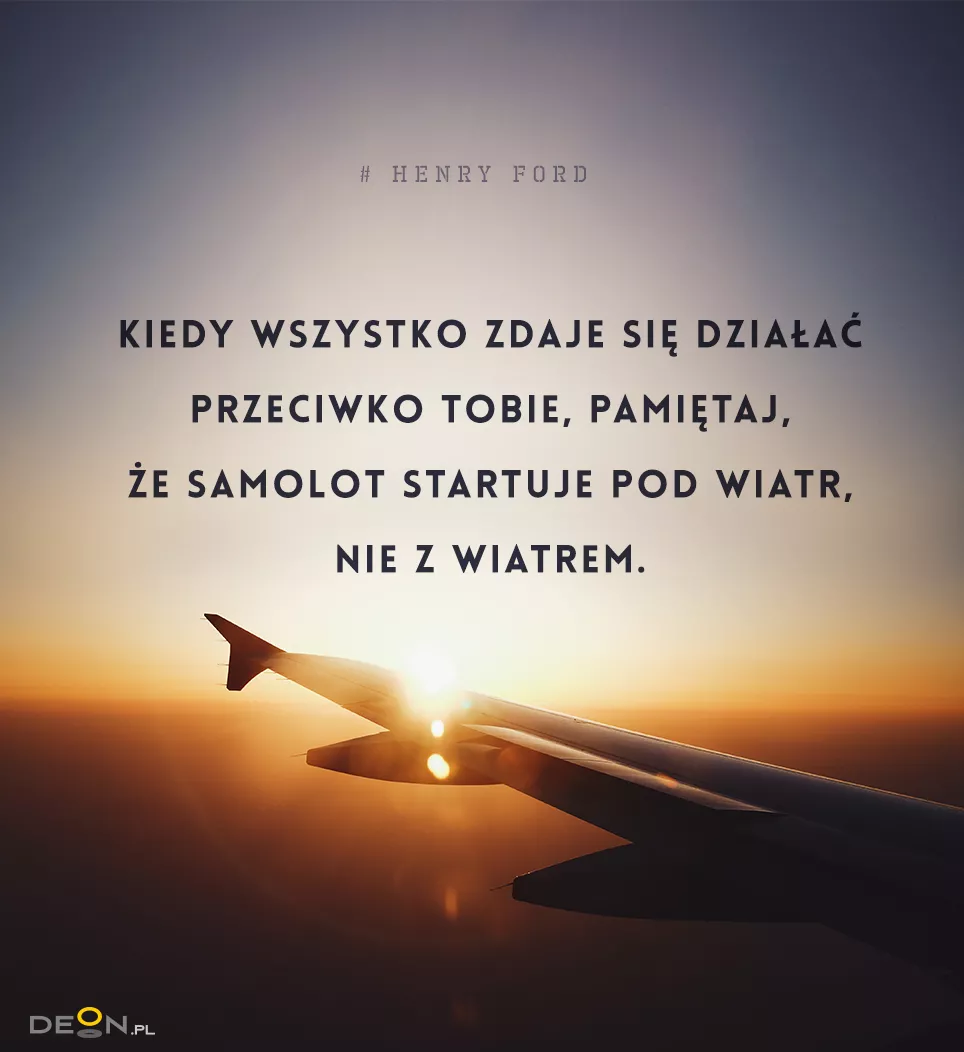 # HENRY FORD
KIEDY WSZYSTKO ZDAJE SIĘ DZIAŁAĆ
PRZECIWKO TOBIE, PAMIĘTAJ,
ŻE SAMOLOT STARTUJE POD WIATR,
NIE Z WIATREM.
DEON.PL